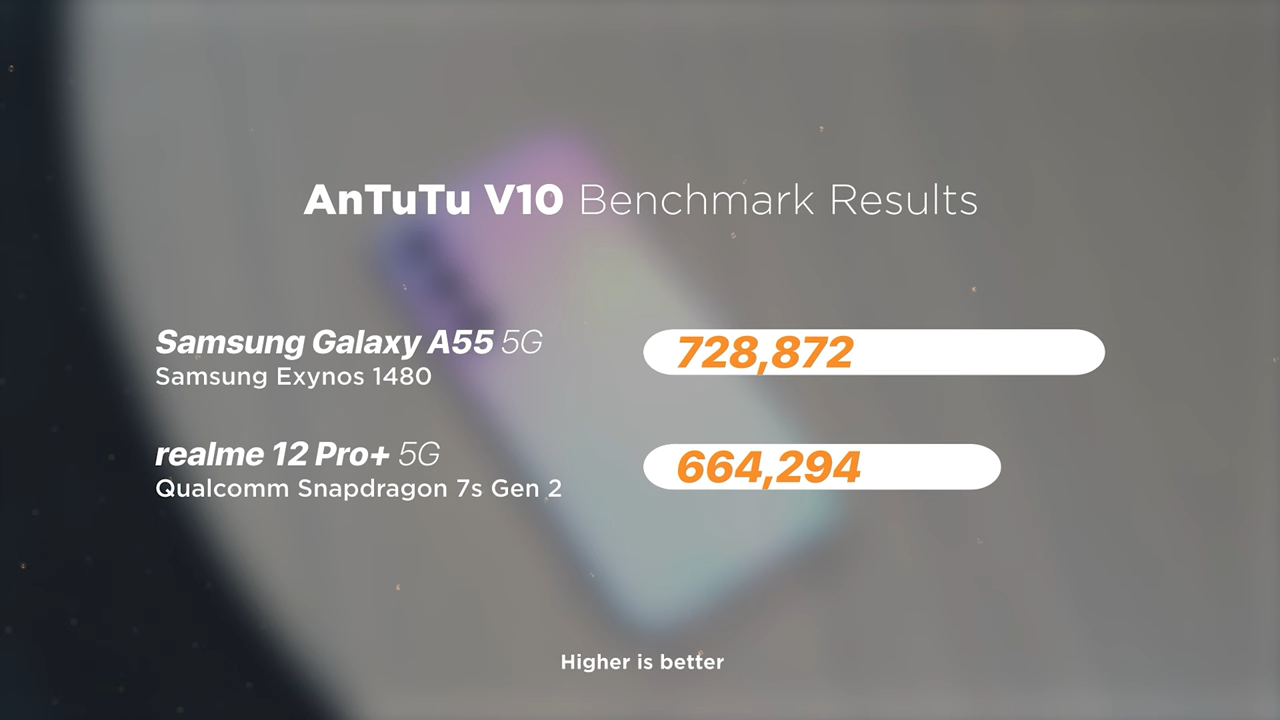 AnTuTu V10 Benchmark Results
Samsung Galaxy A55 5G
Samsung Exynos 1480
728,872
realme 12 Pro+ 5G
Qualcomm Snapdragon 7s Gen 2
664,294
Higher is better